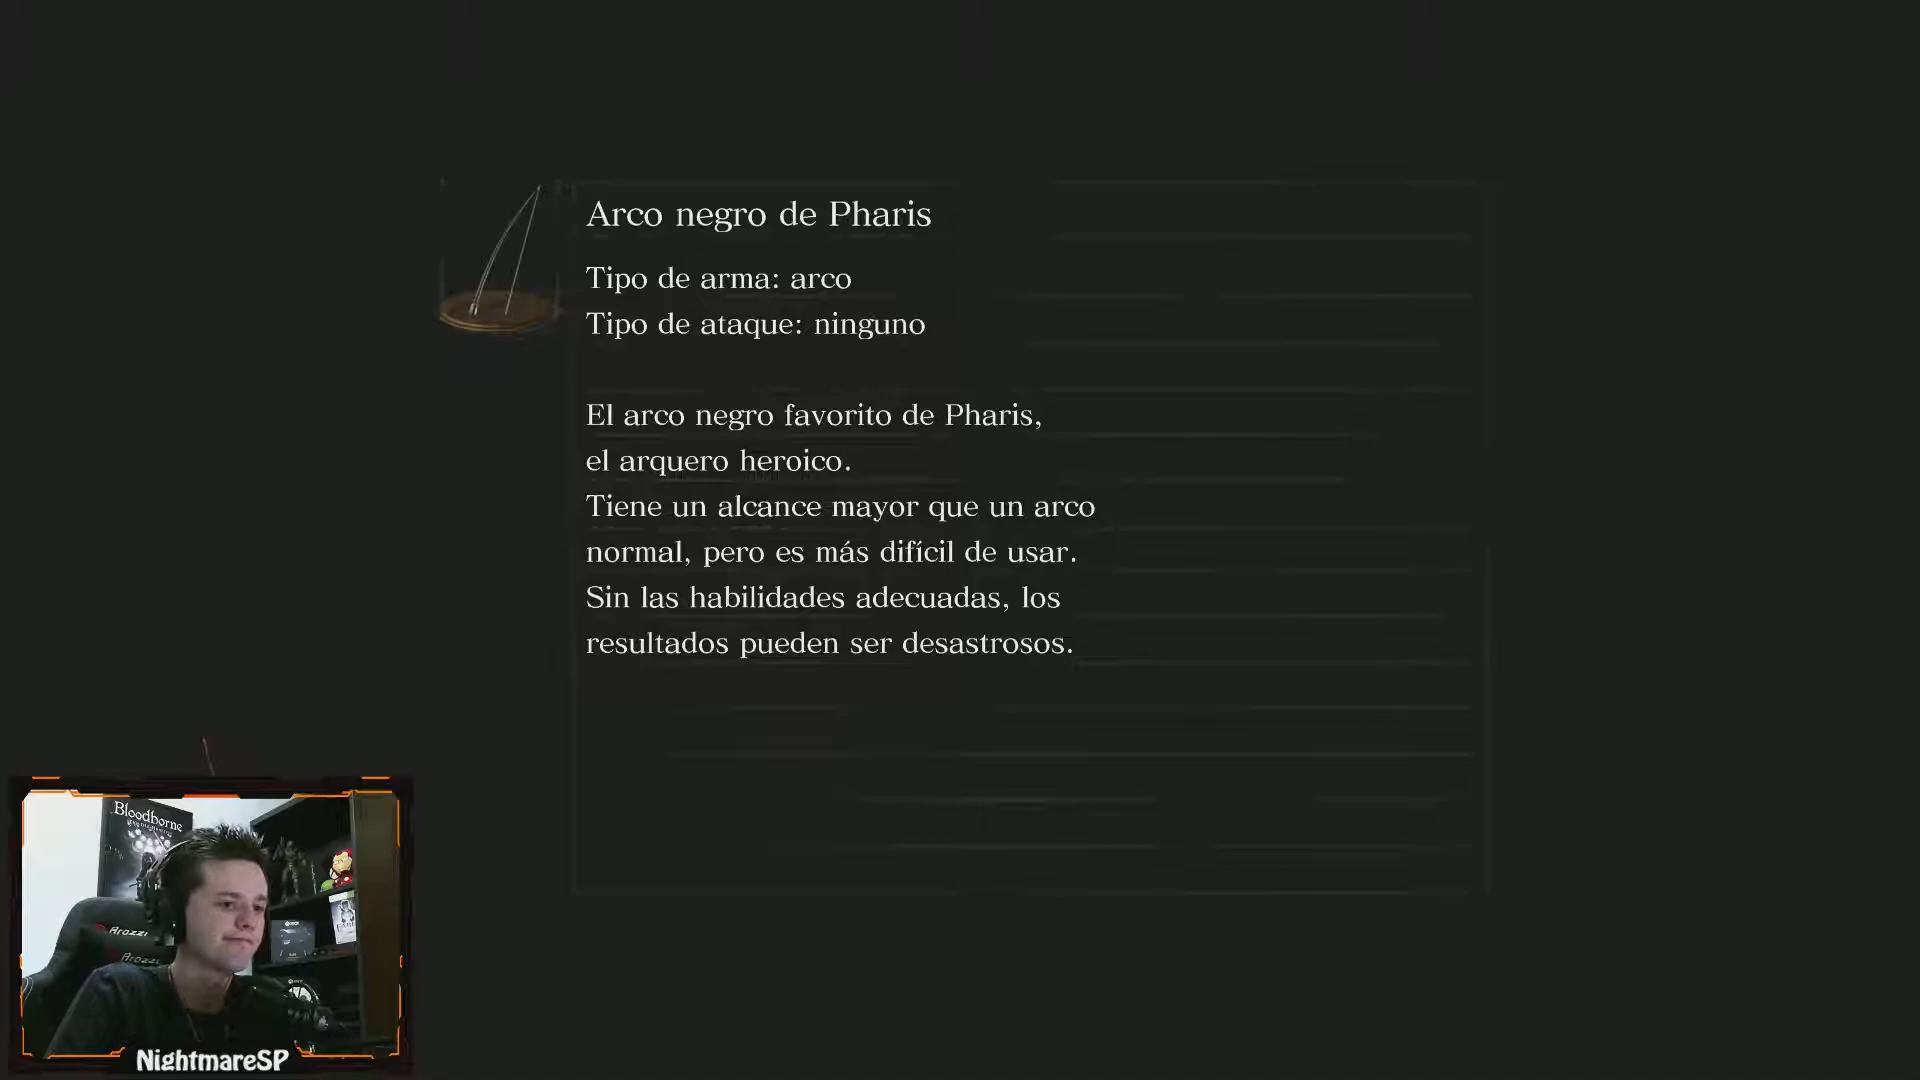 Arco negro de Pharis
Tipo de arma: arco
Tipo de ataque: ninguno
El arco negro favorito de Pharis,
el arquero heroico.
Tiene un alcance mayor que un arco
normal, pero es más difícil de usar.
Sin las habilidades adecuadas, los
resultados pueden ser desastrosos.
Bloodborne
Arozzi
Arozzi
NightmareSP